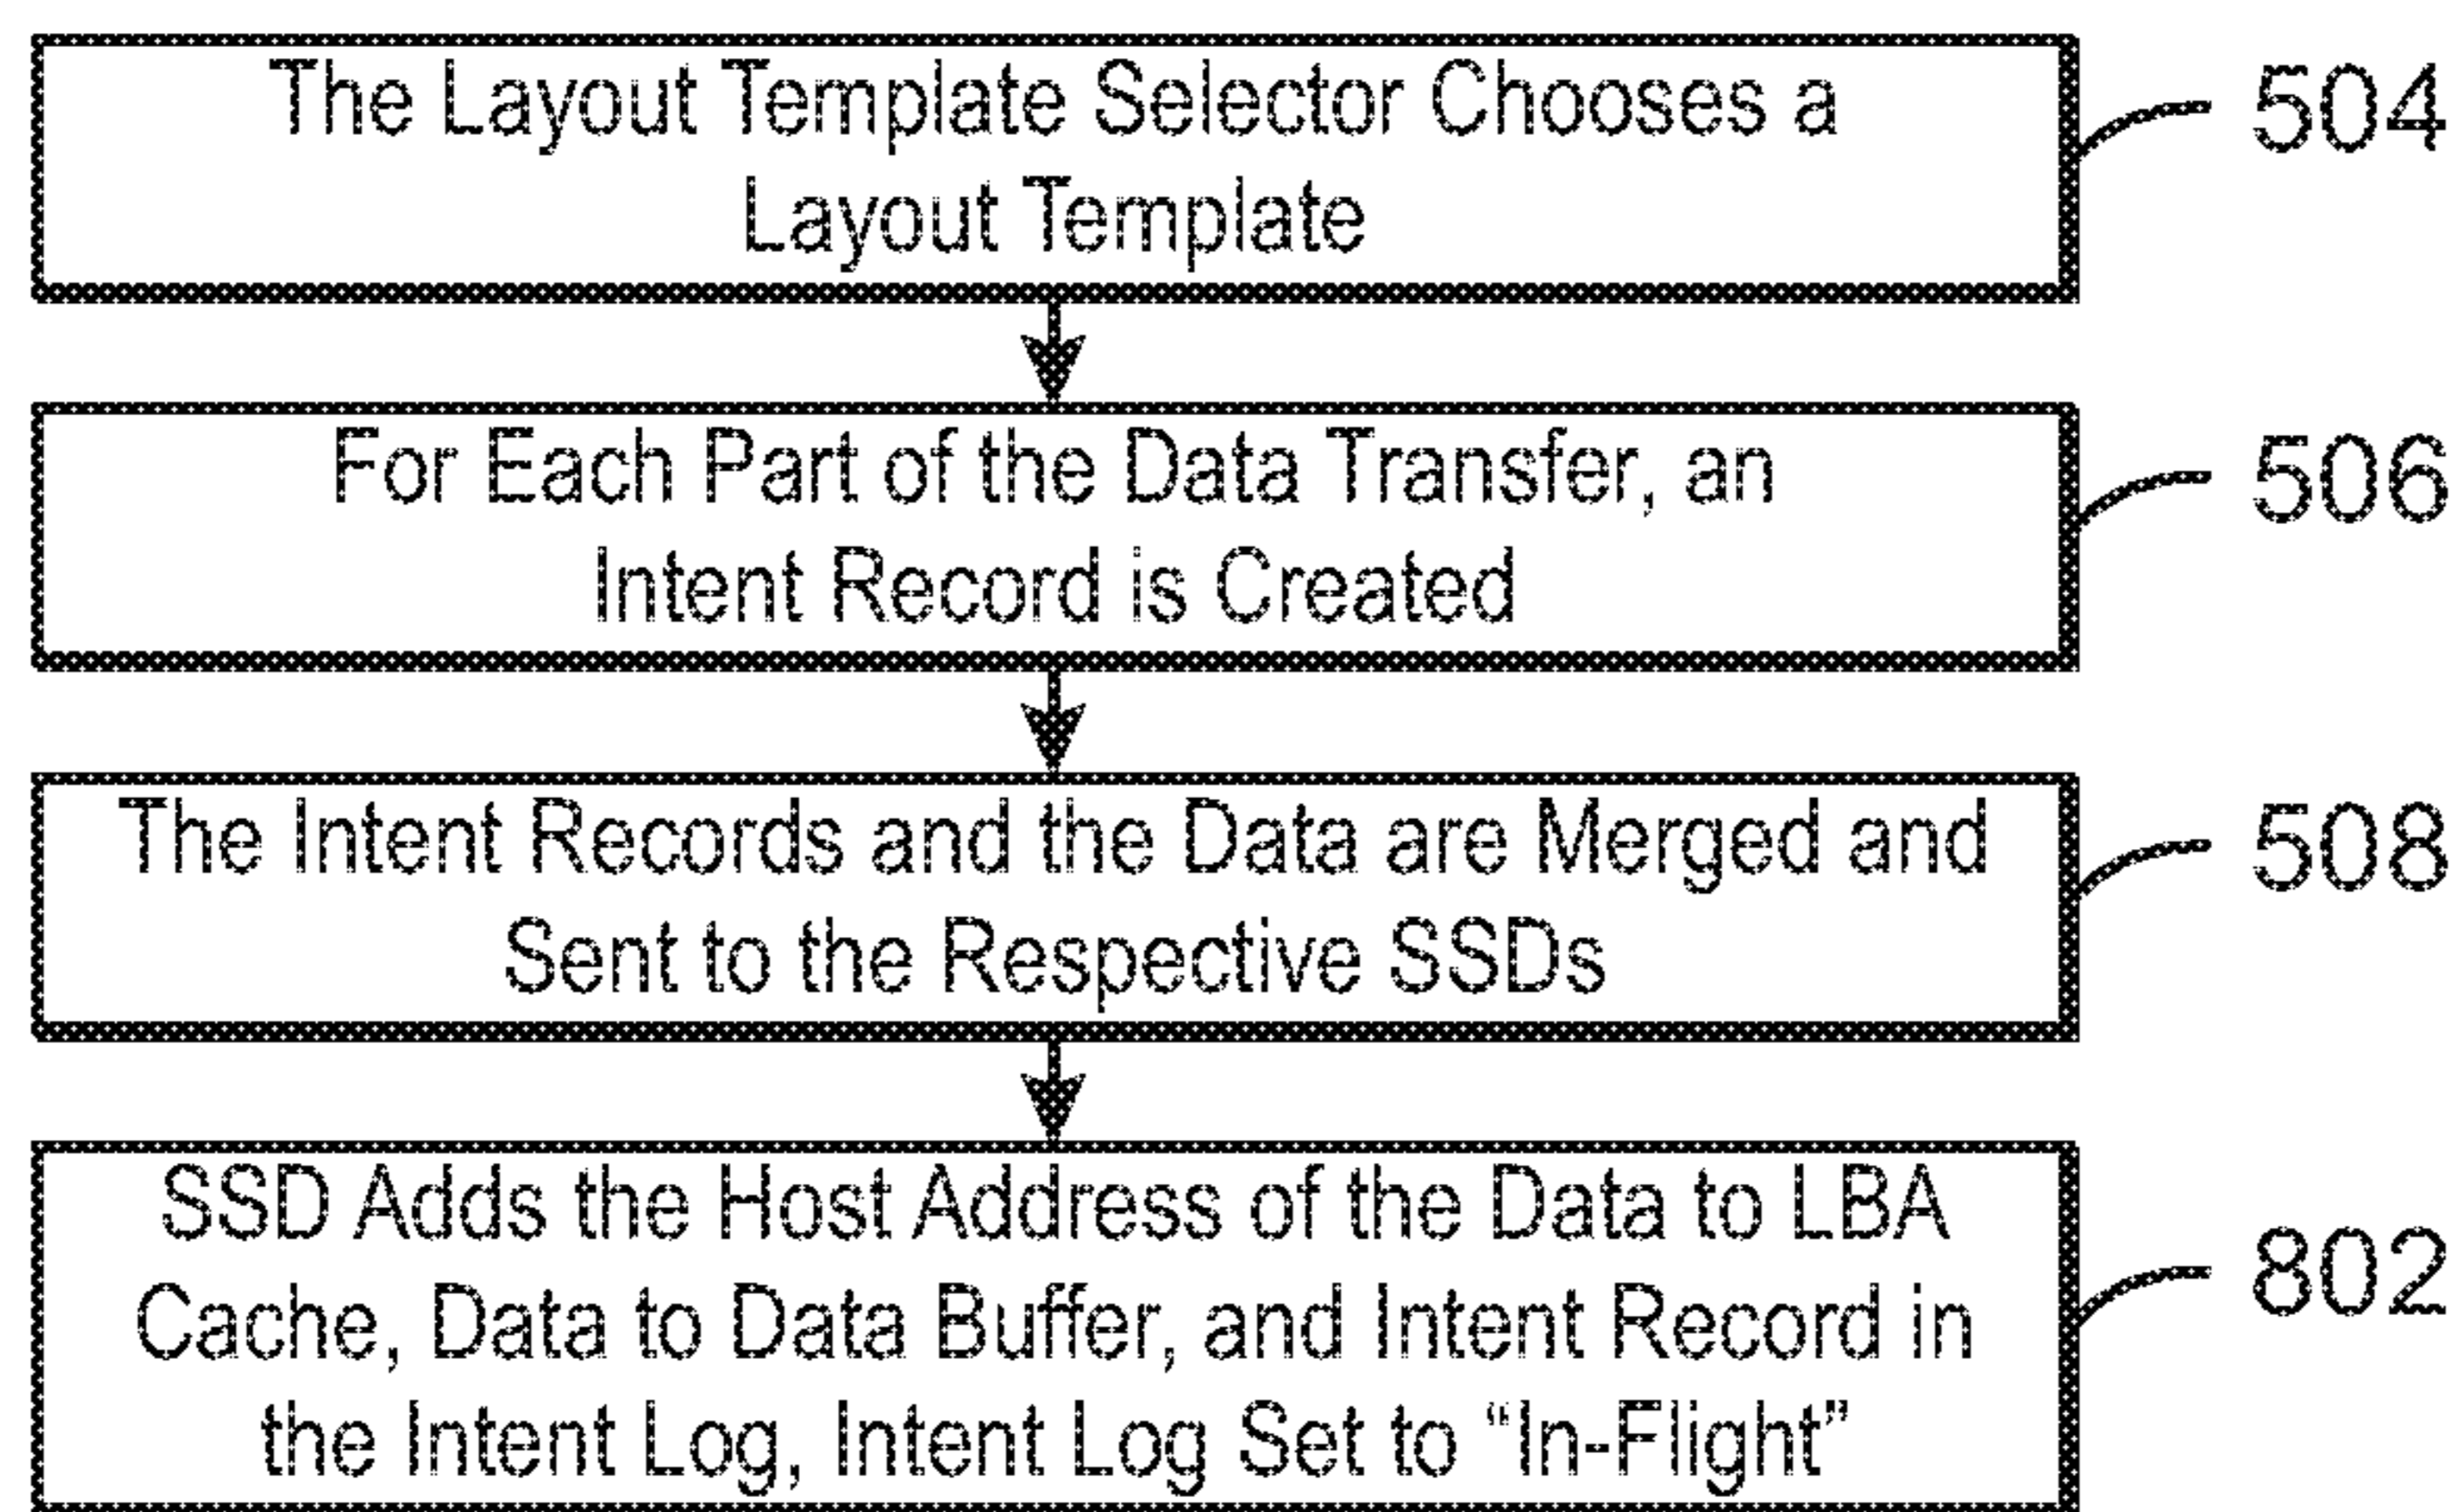 The Layout Template Selector Chooses a
Layout Template
504
For Each Part of the Data Transfer, an
Intent Record is Created
506
The Intent Records and the Data are Merged and
Sent to the Respective SSDs
508
SSD Adds the Host Address of the Data to LBA
Cache, Data to Data Buffer, and Intent Record in
the Intent Log, Intent Log Set to “In-Flight”
802